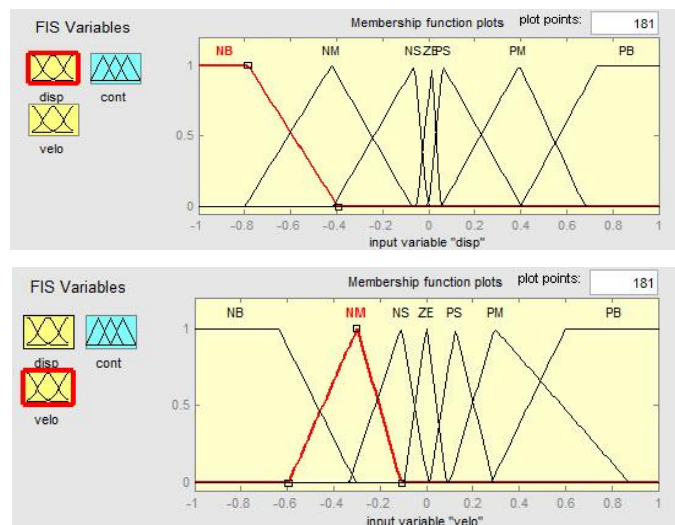 FIS Variables
Membership function plots
plot points:
181
disp
cont
velo
NB
NM
NS
ZE
PS
PM
PB
1
0.5
0
-1
-0.8
-0.6
-0.4
-0.2
0
0.2
0.4
0.6
0.8
1
input variable "disp"
FIS Variables
Membership function plots
plot points:
181
disp
cont
velo
NB
NM
NS
ZE
PS
PM
PB
1
0.5
0
-1
-0.8
-0.6
-0.4
-0.2
0
0.2
0.4
0.6
0.8
1
input variable "velo"